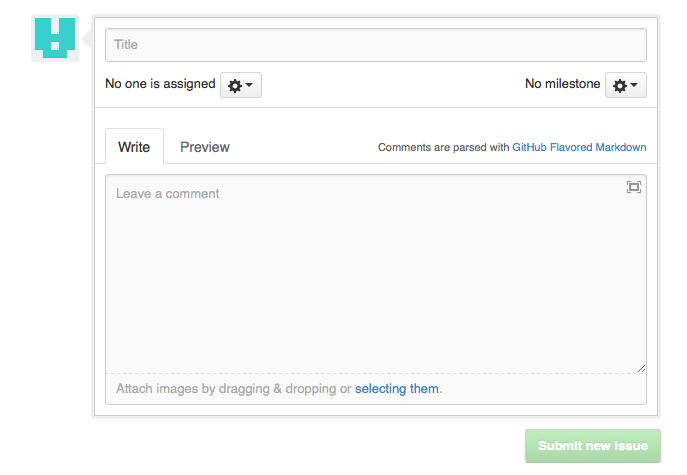 Title
No one is assigned
No milestone
Write
Preview
Comments are parsed with GitHub Flavored Markdown
Leave a comment
Attach images by dragging & dropping or selecting them.
Submit new issue